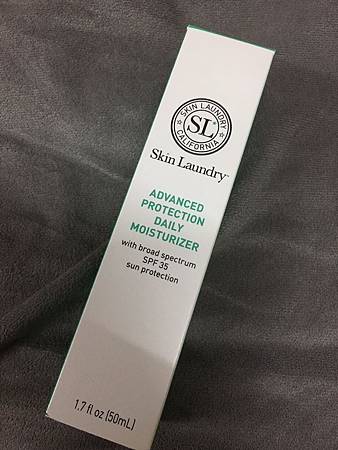 SKIN LAUNDRY
SL
CALIFORNIA
Skin Laundry™
ADVANCED
PROTECTION
DAILY
MOISTURIZER
with broad spectrum
SPF 35
sun protection
1.7 fl oz (50mL)